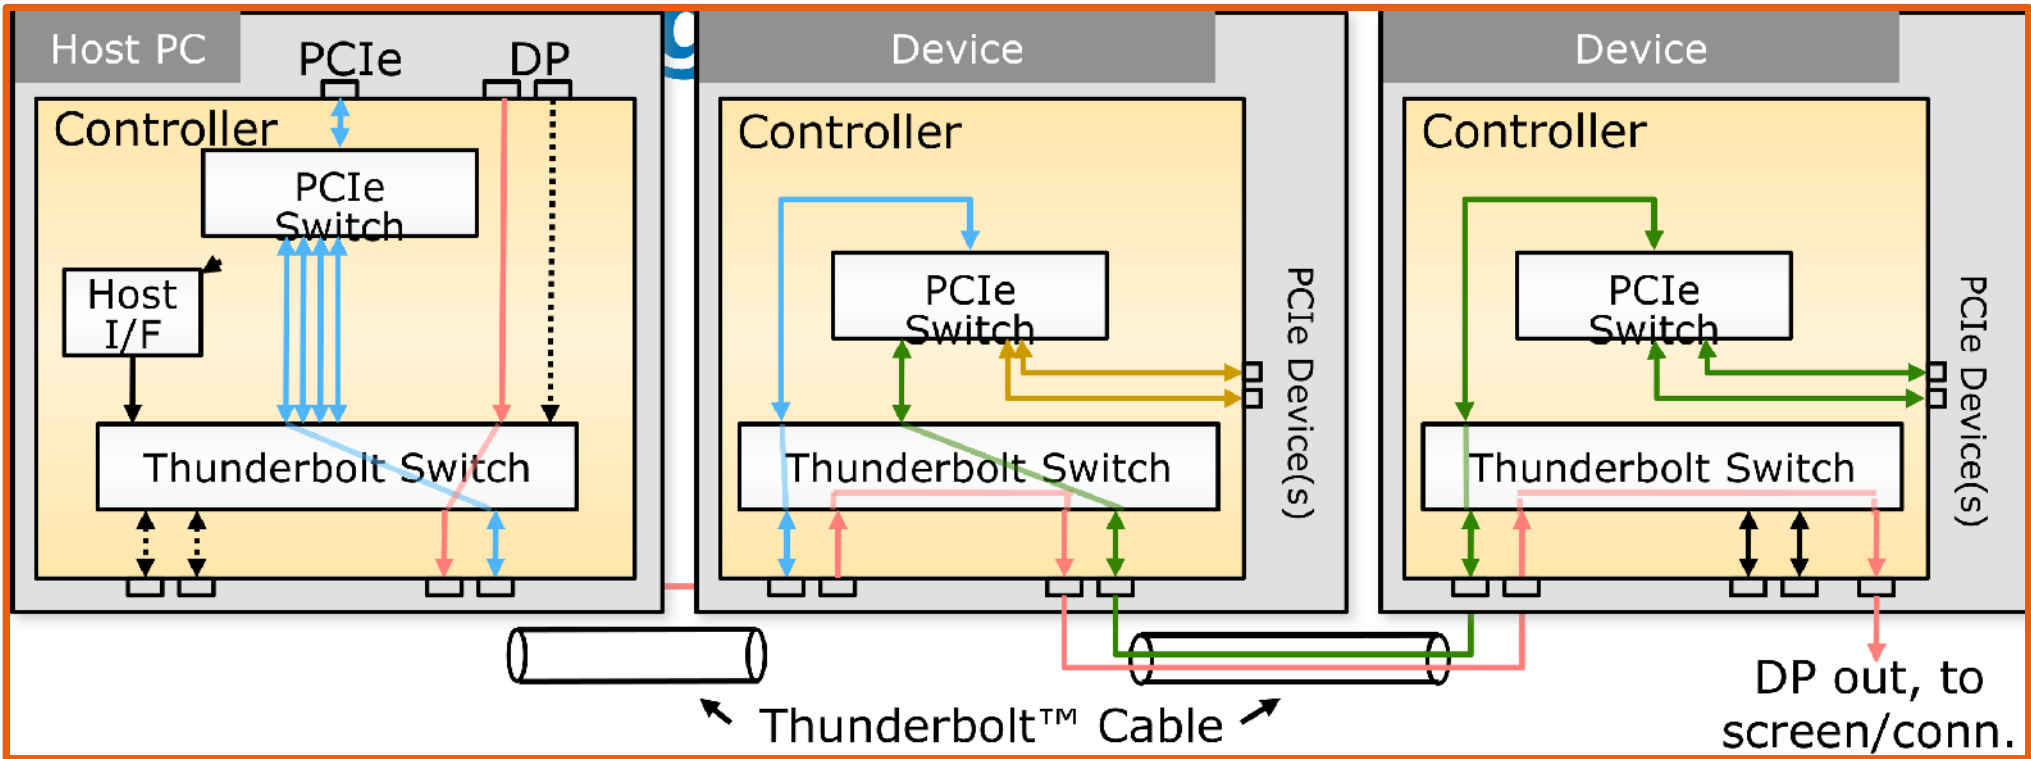 Host PC
PCIe
DP
Controller
PCIe
Switch
Host
I/F
Thunderbolt Switch
Device
Controller
PCIe
Switch
Thunderbolt Switch
PCIe Device(s)
Device
Controller
PCIe
Switch
Thunderbolt Switch
PCIe Device(s)
Thunderbolt™ Cable
DP out, to
screen/conn.